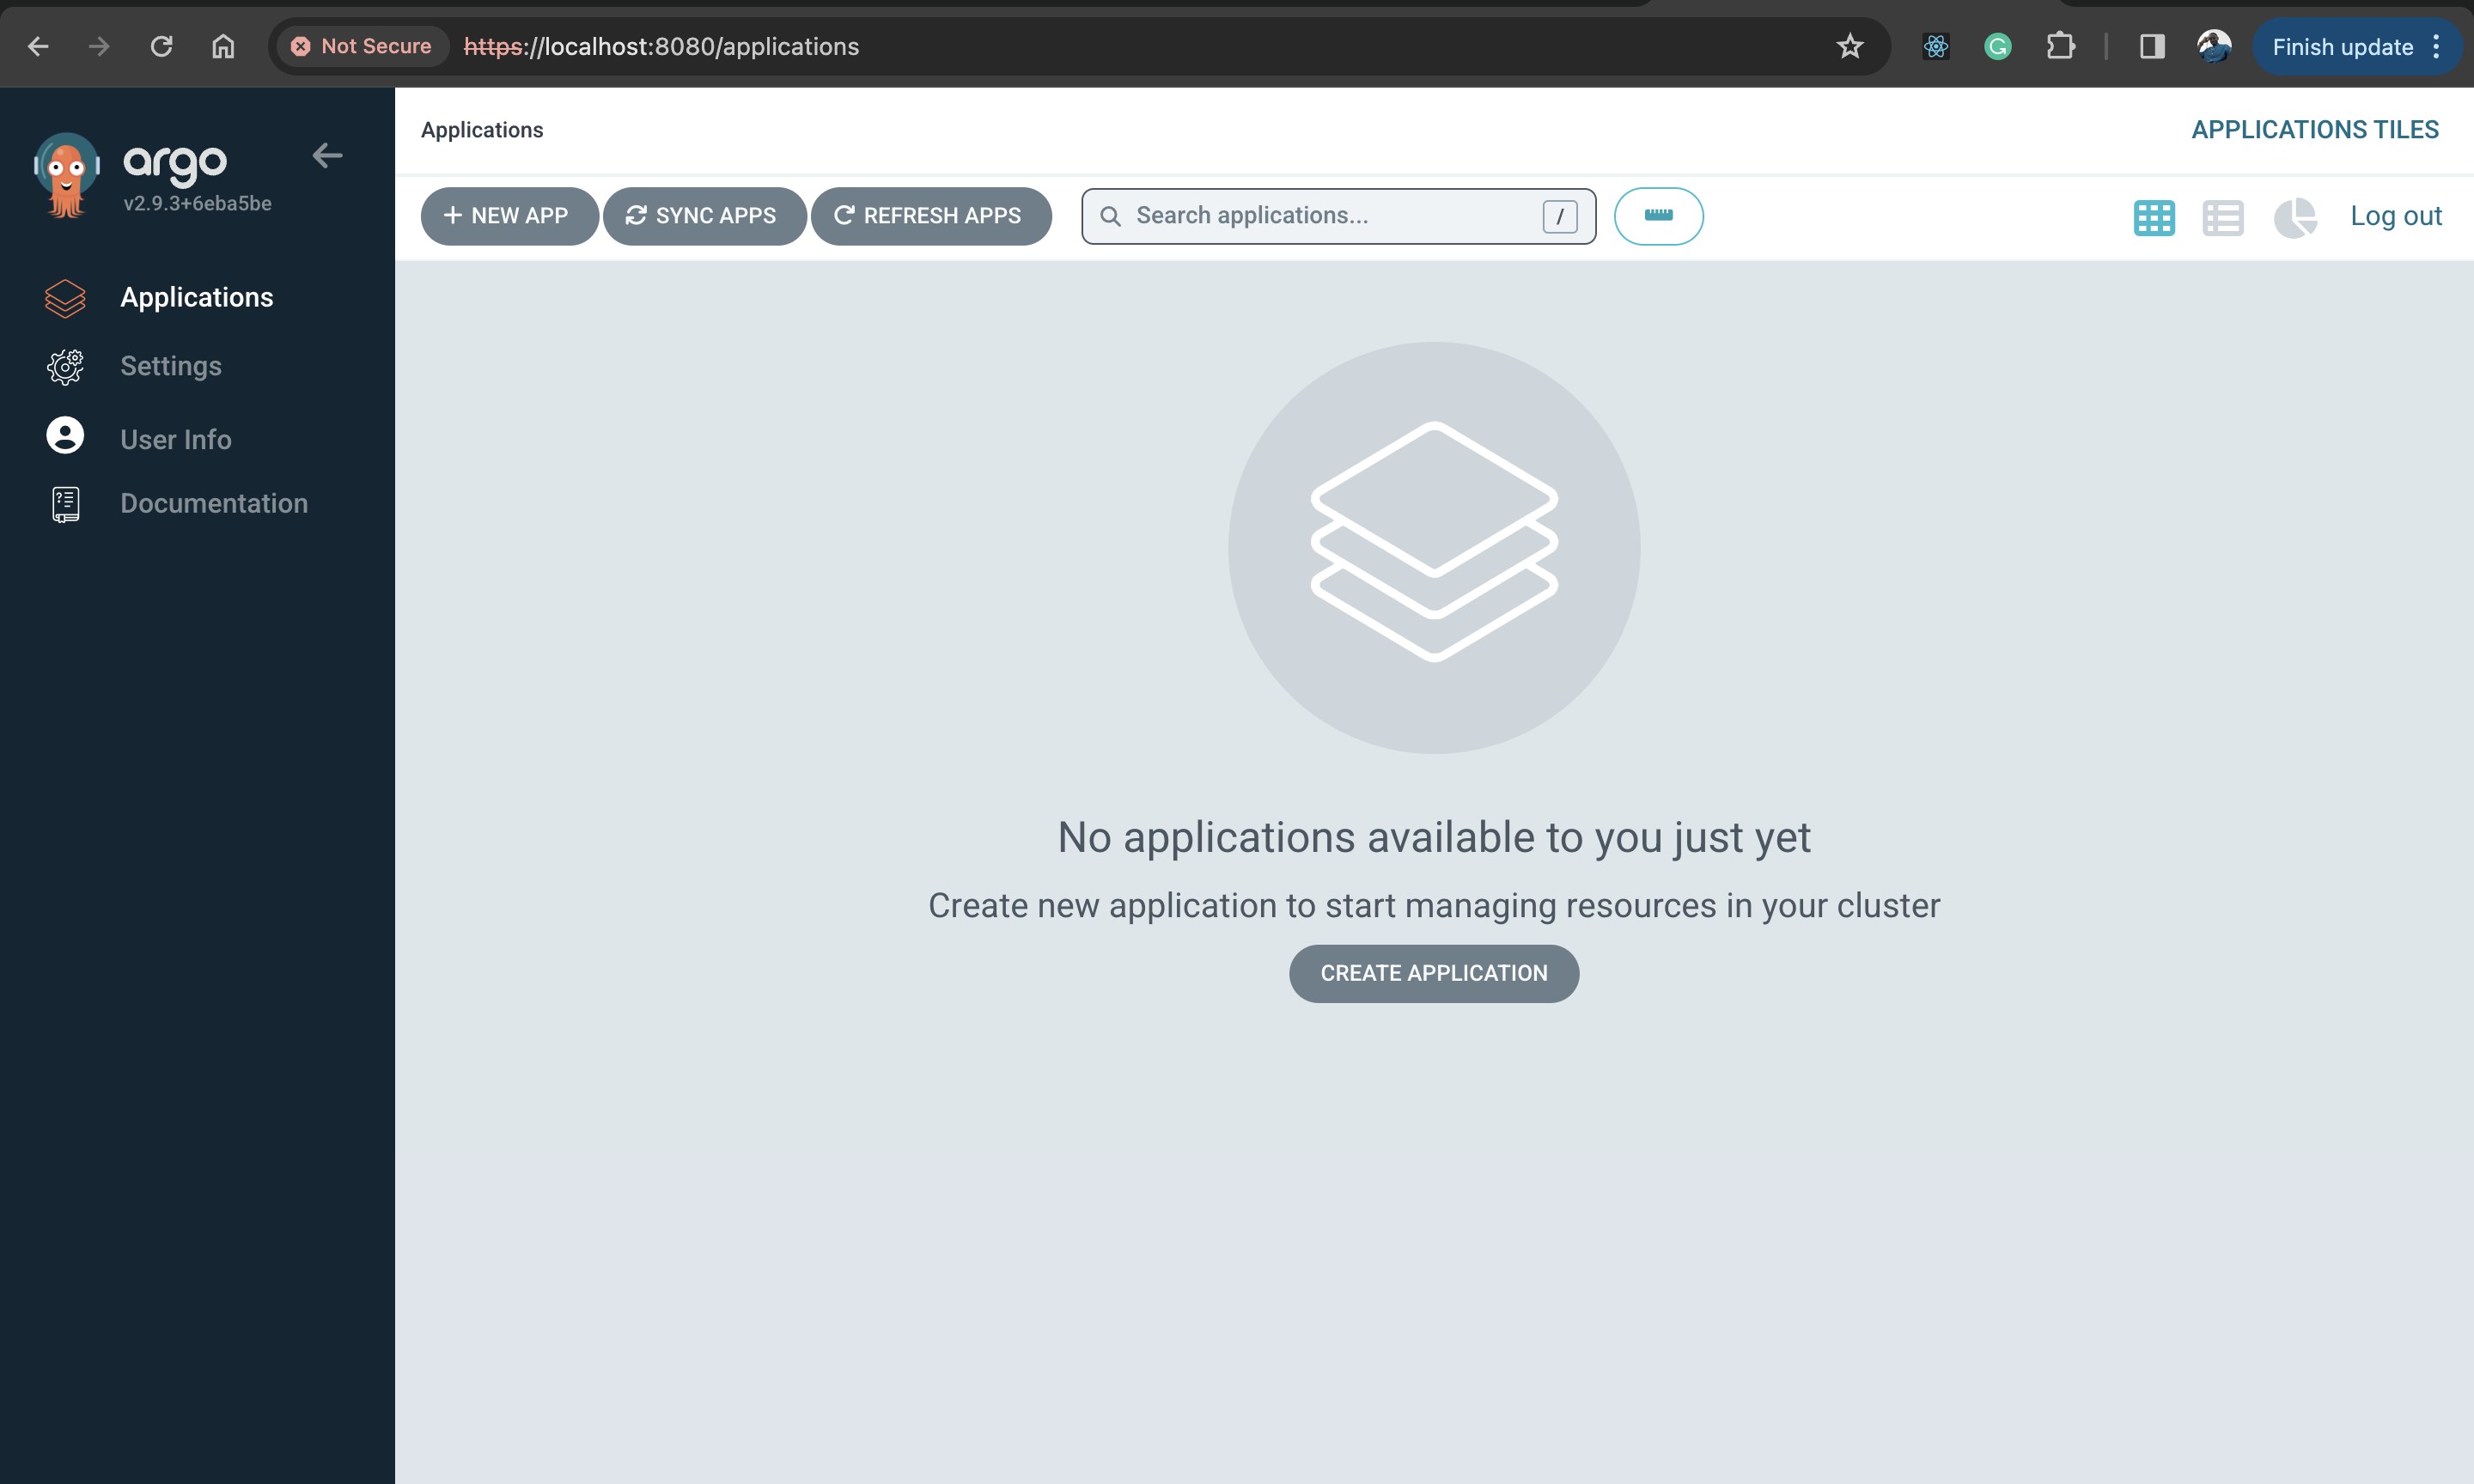 Not Secure https://localhost:8080/applications
Finish update
argo
v2.9.3+6eba5be
Applications
Settings
User Info
Documentation
Applications
APPLICATIONS TILES
NEW APP
SYNC APPS
REFRESH APPS
Search applications...
/
Log out
No applications available to you just yet
Create new application to start managing resources in your cluster
CREATE APPLICATION